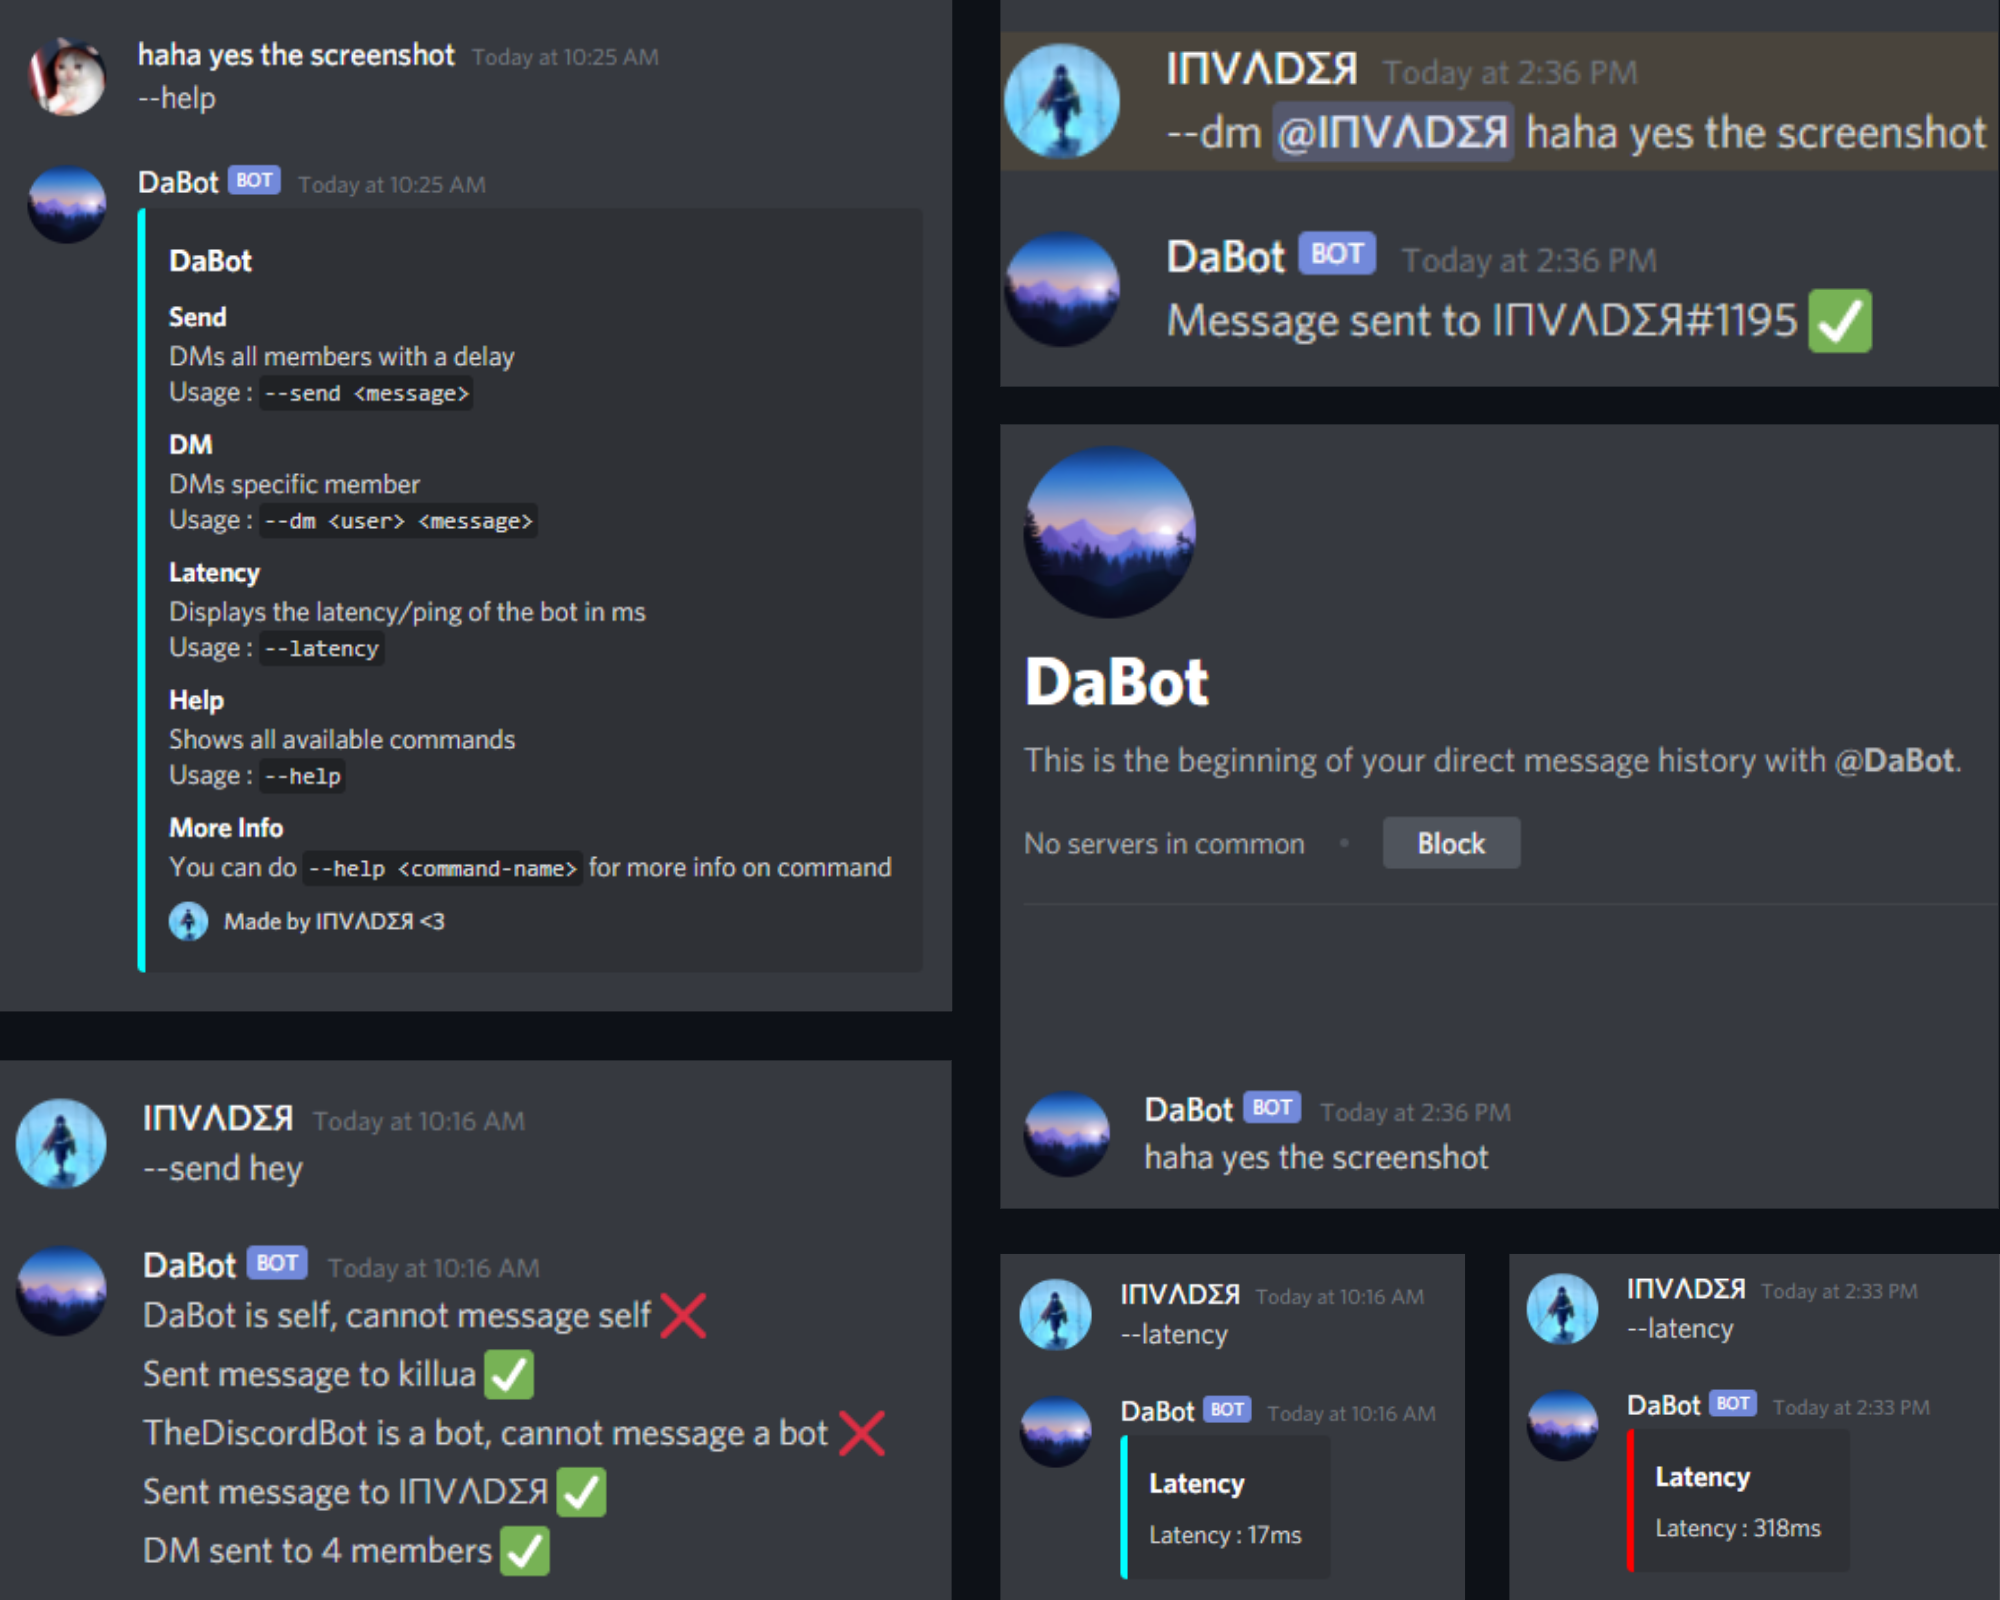 haha yes the screenshot Today at 10:25 AM
--help
DaBot BOT Today at 10:25 AM
DaBot
Send
DMs all members with a delay
Usage : --send <message>
DM
DMs specific member
Usage : --dm <user> <message>
Latency
Displays the latency/ping of the bot in ms
Usage : --latency
Help
Shows all available commands
Usage : --help
More Info
You can do --help <command-name> for more info on command
Made by IПVΛDΣЯ <3
IПVΛDΣЯ Today at 10:16 AM
--send hey
DaBot BOT Today at 10:16 AM
DaBot is self, cannot message self ❌
Sent message to killua ✅
TheDiscordBot is a bot, cannot message a bot ❌
Sent message to IПVΛDΣЯ ✅
DM sent to 4 members ✅
IПVΛDΣЯ Today at 2:36 PM
--dm @IПVΛDΣЯ haha yes the screenshot
DaBot BOT Today at 2:36 PM
Message sent to IПVΛDΣЯ#1195 ✅
DaBot
This is the beginning of your direct message history with @DaBot.
No servers in common • Block
DaBot BOT Today at 2:36 PM
haha yes the screenshot
IПVΛDΣЯ Today at 10:16 AM
--latency
DaBot BOT Today at 10:16 AM
Latency
Latency : 17ms
IПVΛDΣЯ Today at 2:33 PM
--latency
DaBot BOT Today at 2:33 PM
Latency
Latency : 318ms